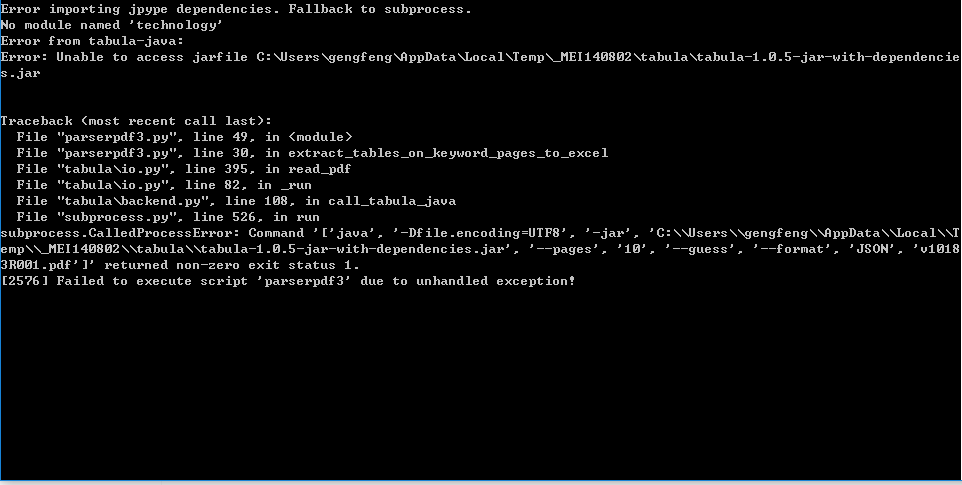 Error importing jpype dependencies. Fallback to subprocess.
No module named 'technology'
Error from tabula-java:
Error: Unable to access jarfile C:\Users\gengfeng\AppData\Local\Temp\_MEI140802\tabula\tabula-1.0.5-jar-with-dependencie
s.jar
Traceback (most recent call last):
  File "parserpdf3.py", line 49, in <module>
  File "parserpdf3.py", line 30, in extract_tables_on_keyword_pages_to_excel
  File "tabula\io.py", line 395, in read_pdf
  File "tabula\io.py", line 82, in _run
  File "tabula\backend.py", line 108, in call_tabula_java
  File "subprocess.py", line 526, in run
subprocess.CalledProcessError: Command '['java', '-Dfile.encoding=UTF8', '-jar', 'C:\\Users\\gengfeng\\AppData\\Local\\T
emp\\_MEI140802\\tabula\\tabula-1.0.5-jar-with-dependencies.jar', '--pages', '10', '--guess', '--format', 'JSON', 'v1018
3R001.pdf']' returned non-zero exit status 1.
[2576] Failed to execute script 'parserpdf3' due to unhandled exception!